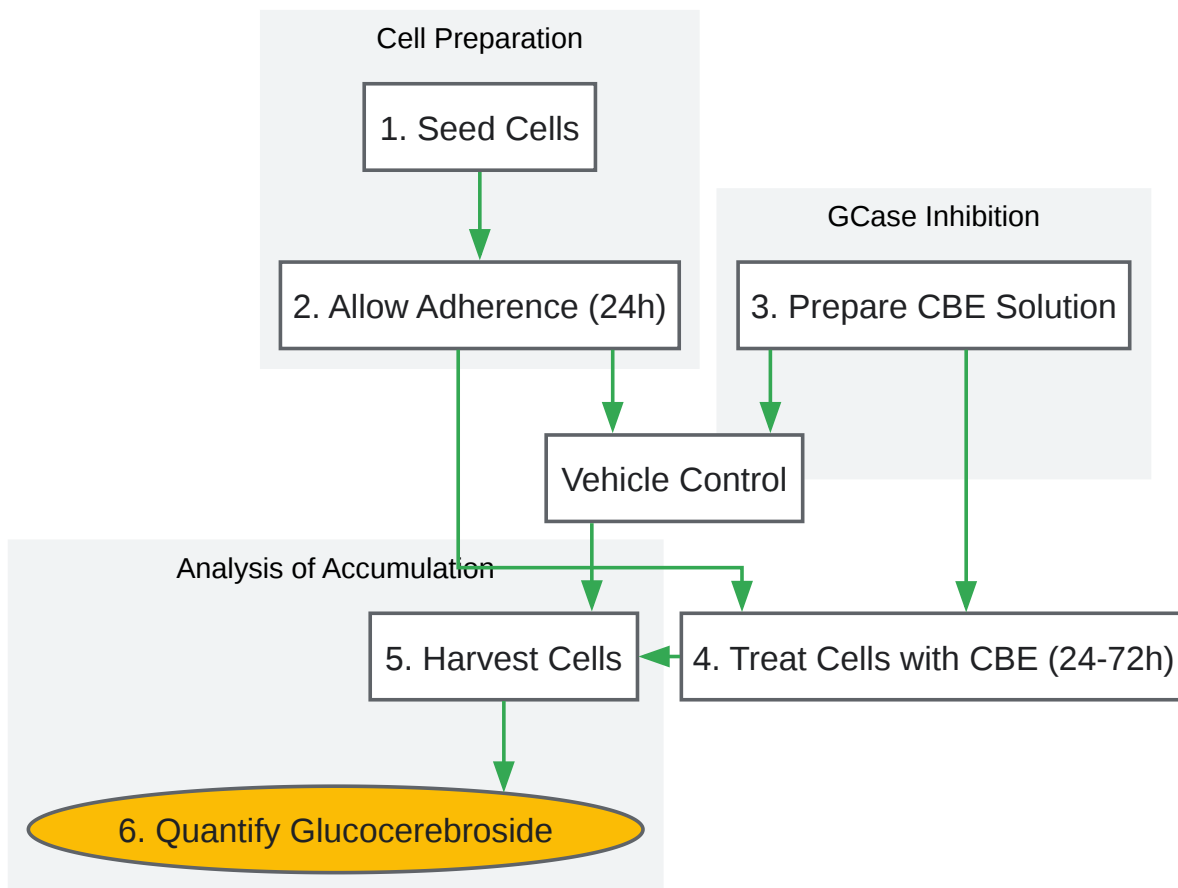 Cell Preparation
1. Seed Cells
GCase Inhibition
2. Allow Adherence (24h)
3. Prepare CBE Solution
Vehicle Control
Analysis of Accumulation
5. Harvest Cells
4. Treat Cells with CBE (24-72h)
6. Quantify Glucocerebroside